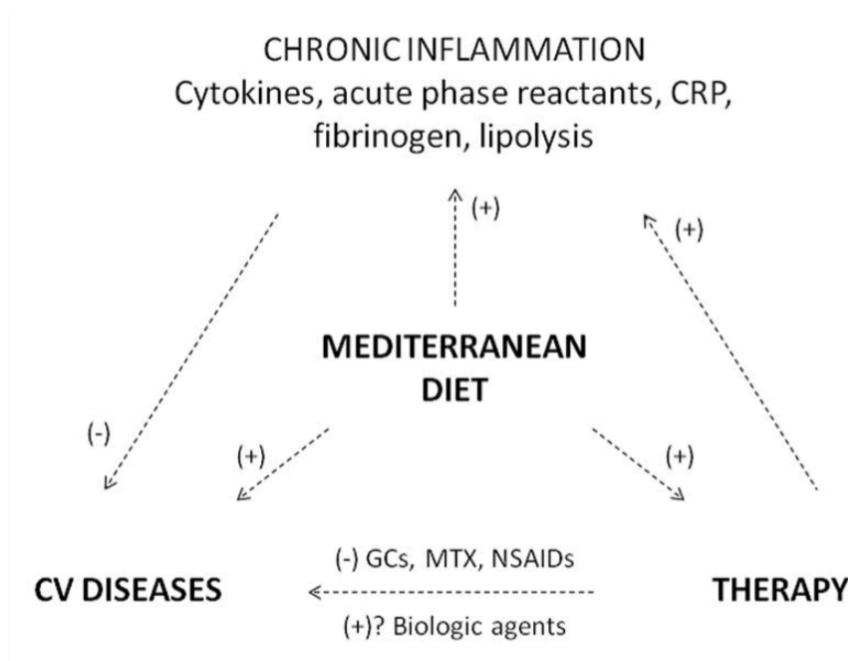 CHRONIC INFLAMMATION
Cytokines, acute phase reactants, CRP,
fibrinogen, lipolysis
(+)
(+)
MEDITERRANEAN
DIET
(-)
(+)
(+)
(-) GCs, MTX, NSAIDs
CV DISEASES
THERAPY
(+)? Biologic agents